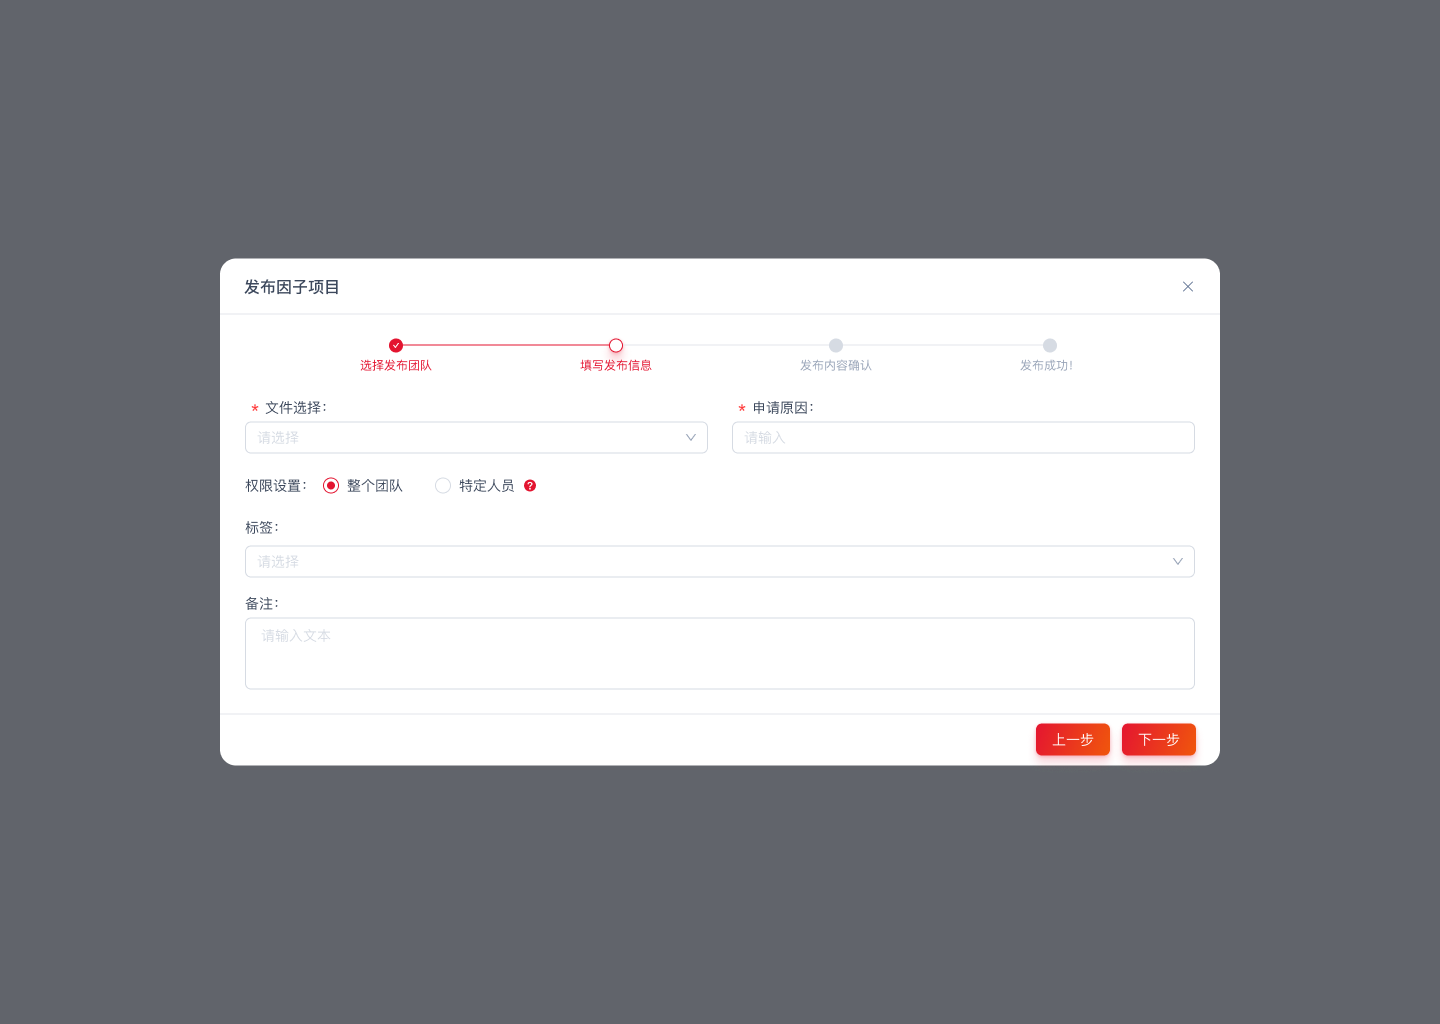 发布因子项目
选择发布团队
填写发布信息
发布内容确认
发布成功!
* 文件选择:
* 申请原因:
请选择
请输入
权限设置: 整个团队 特定人员 ?
标签:
请选择
备注:
请输入文本
上一步
下一步